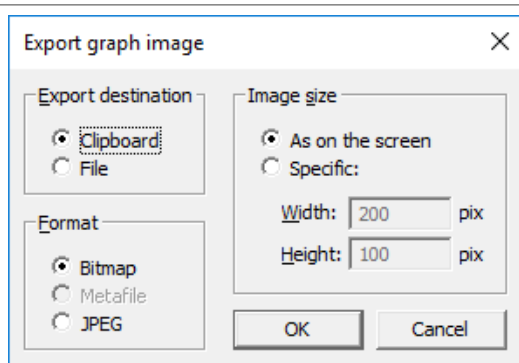 Export graph image
Export destination
Clipboard
File
Format
Bitmap
Metafile
JPEG
Image size
As on the screen
Specific:
Width: 200 pix
Height: 100 pix
OK Cancel